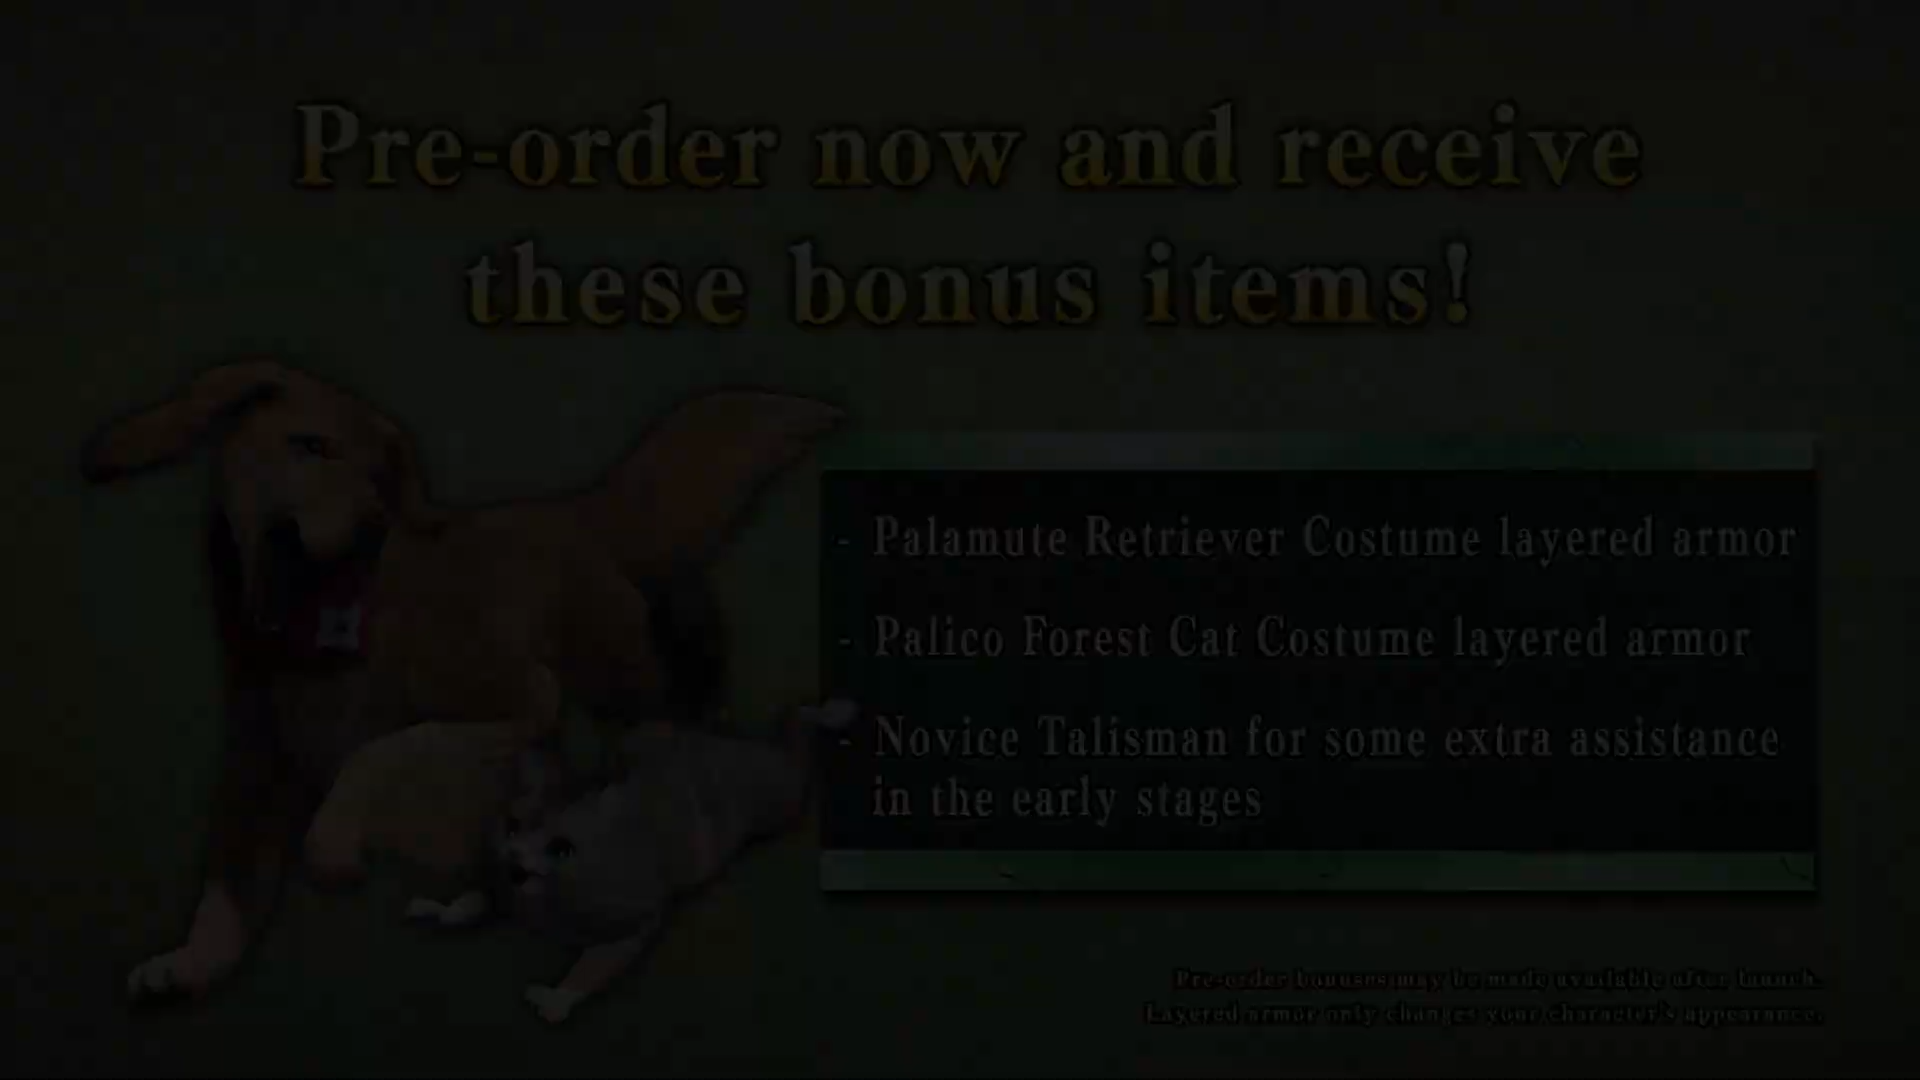 Pre-order now and receive
these bonus items!
- Palamute Retriever Costume layered armor
- Palico Forest Cat Costume layered armor
- Novice Talisman for some extra assistance
in the early stages
Pre-order bonuses may be made available after launch.
Layered armor only changes your character's appearance.